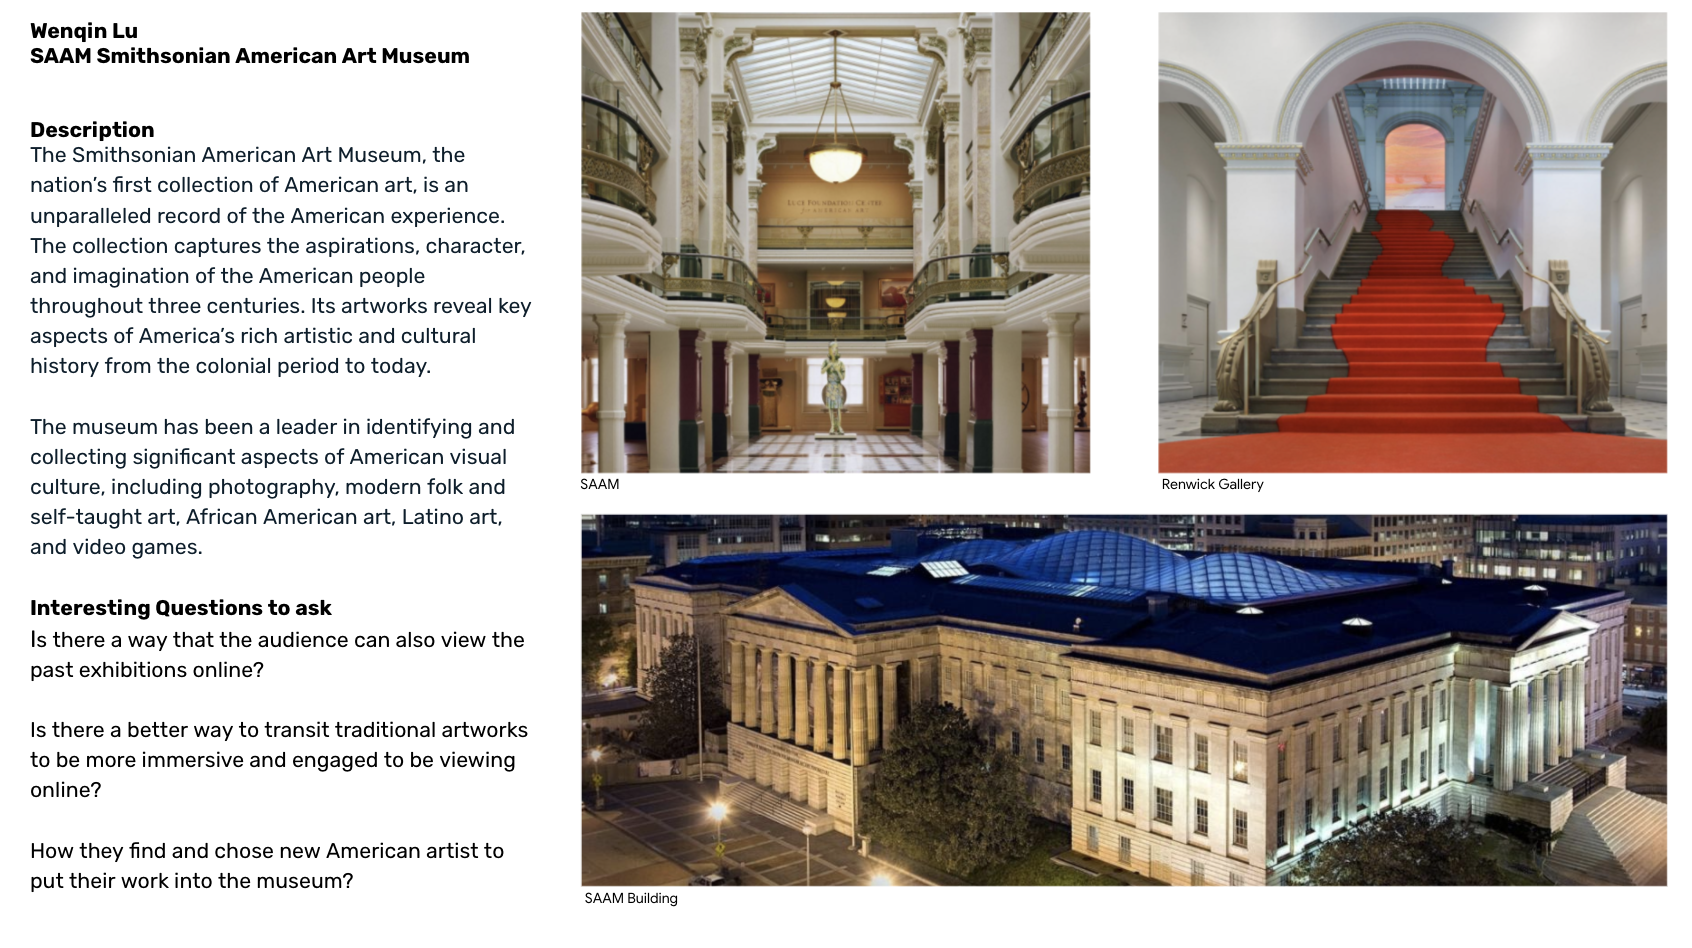 Wenqin Lu
SAAM Smithsonian American Art Museum
Description
The Smithsonian American Art Museum, the
nation’s first collection of American art, is an
unparalleled record of the American experience.
The collection captures the aspirations, character,
and imagination of the American people
throughout three centuries. Its artworks reveal key
aspects of America’s rich artistic and cultural
history from the colonial period to today.
The museum has been a leader in identifying and
collecting significant aspects of American visual
culture, including photography, modern folk and
self-taught art, African American art, Latino art,
and video games.
Interesting Questions to ask
Is there a way that the audience can also view the
past exhibitions online?
Is there a better way to transit traditional artworks
to be more immersive and engaged to be viewing
online?
How they find and chose new American artist to
put their work into the museum?
LUCE FOUNDATION CENTER
SAAM
Renwick Gallery
SAAM Building